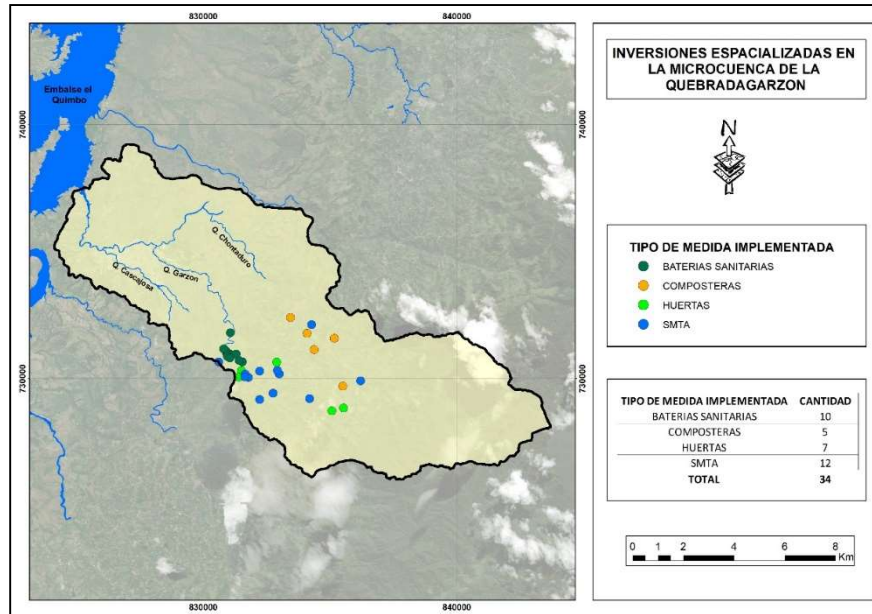 830000
840000
740000
740000
730000
730000
Embalse el
Quimbo
Q. Chontaduro
Q. Garzon
Q. Cascajosa
830000
840000
INVERSIONES ESPACIALIZADAS EN
LA MICROCUENCA DE LA
QUEBRADAGARZON
N
TIPO DE MEDIDA IMPLEMENTADA
BATERIAS SANITARIAS
COMPOSTERAS
HUERTAS
SMTA
TIPO DE MEDIDA IMPLEMENTADA CANTIDAD
BATERIAS SANITARIAS 10
COMPOSTERAS 5
HUERTAS 7
SMTA 12
TOTAL 34
0 1 2 4 6 8
Km